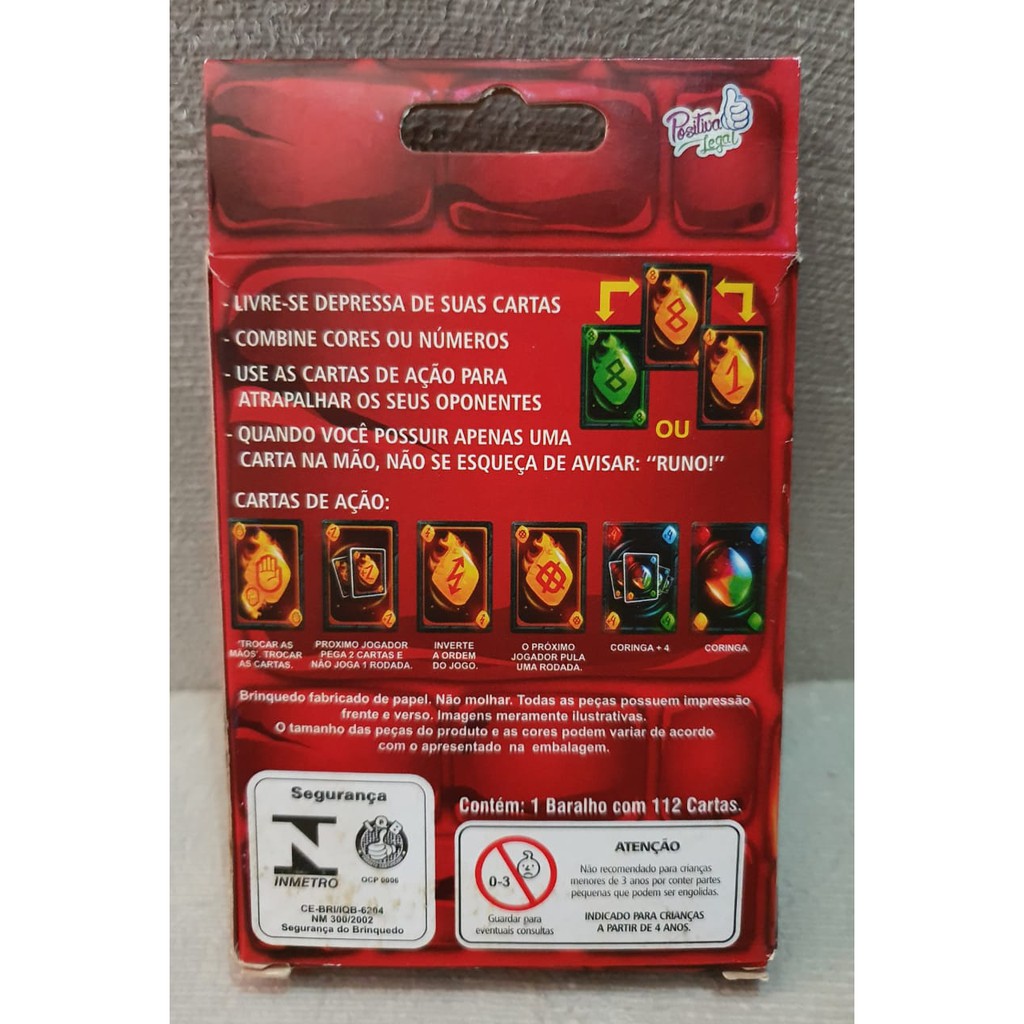 Positiva
Legal
- LIVRE-SE DEPRESSA DE SUAS CARTAS
- COMBINE CORES OU NÚMEROS
- USE AS CARTAS DE AÇÃO PARA
ATRAPALHAR OS SEUS OPONENTES
- QUANDO VOCÊ POSSUIR APENAS UMA
CARTA NA MÃO, NÃO SE ESQUEÇA DE AVISAR: “RUNO!”
8
8
1
OU
CARTAS DE AÇÃO:
'TROCAR AS
MÃOS'. TROCAR
AS CARTAS.
PROXIMO JOGADOR
PEGA 2 CARTAS E
NÃO JOGA 1 RODADA.
INVERTE
A ORDEM
DO JOGO.
O PRÓXIMO
JOGADOR PULA
UMA RODADA.
CORINGA + 4
CORINGA
Brinquedo fabricado de papel. Não molhar. Todas as peças possuem impressão
frente e verso. Imagens meramente ilustrativas.
O tamanho das peças do produto e as cores podem variar de acordo
com o apresentado na embalagem.
Segurança
INMETRO
IQB
OCP 0006
CE-BRI/IQB-6204
NM 300/2002
Segurança do Brinquedo
Contém: 1 Baralho com 112 Cartas.
0-3
Guardar para
eventuais consultas
ATENÇÃO
Não recomendado para crianças
menores de 3 anos por conter partes
pequenas que podem ser engolidas.
INDICADO PARA CRIANÇAS
A PARTIR DE 4 ANOS.